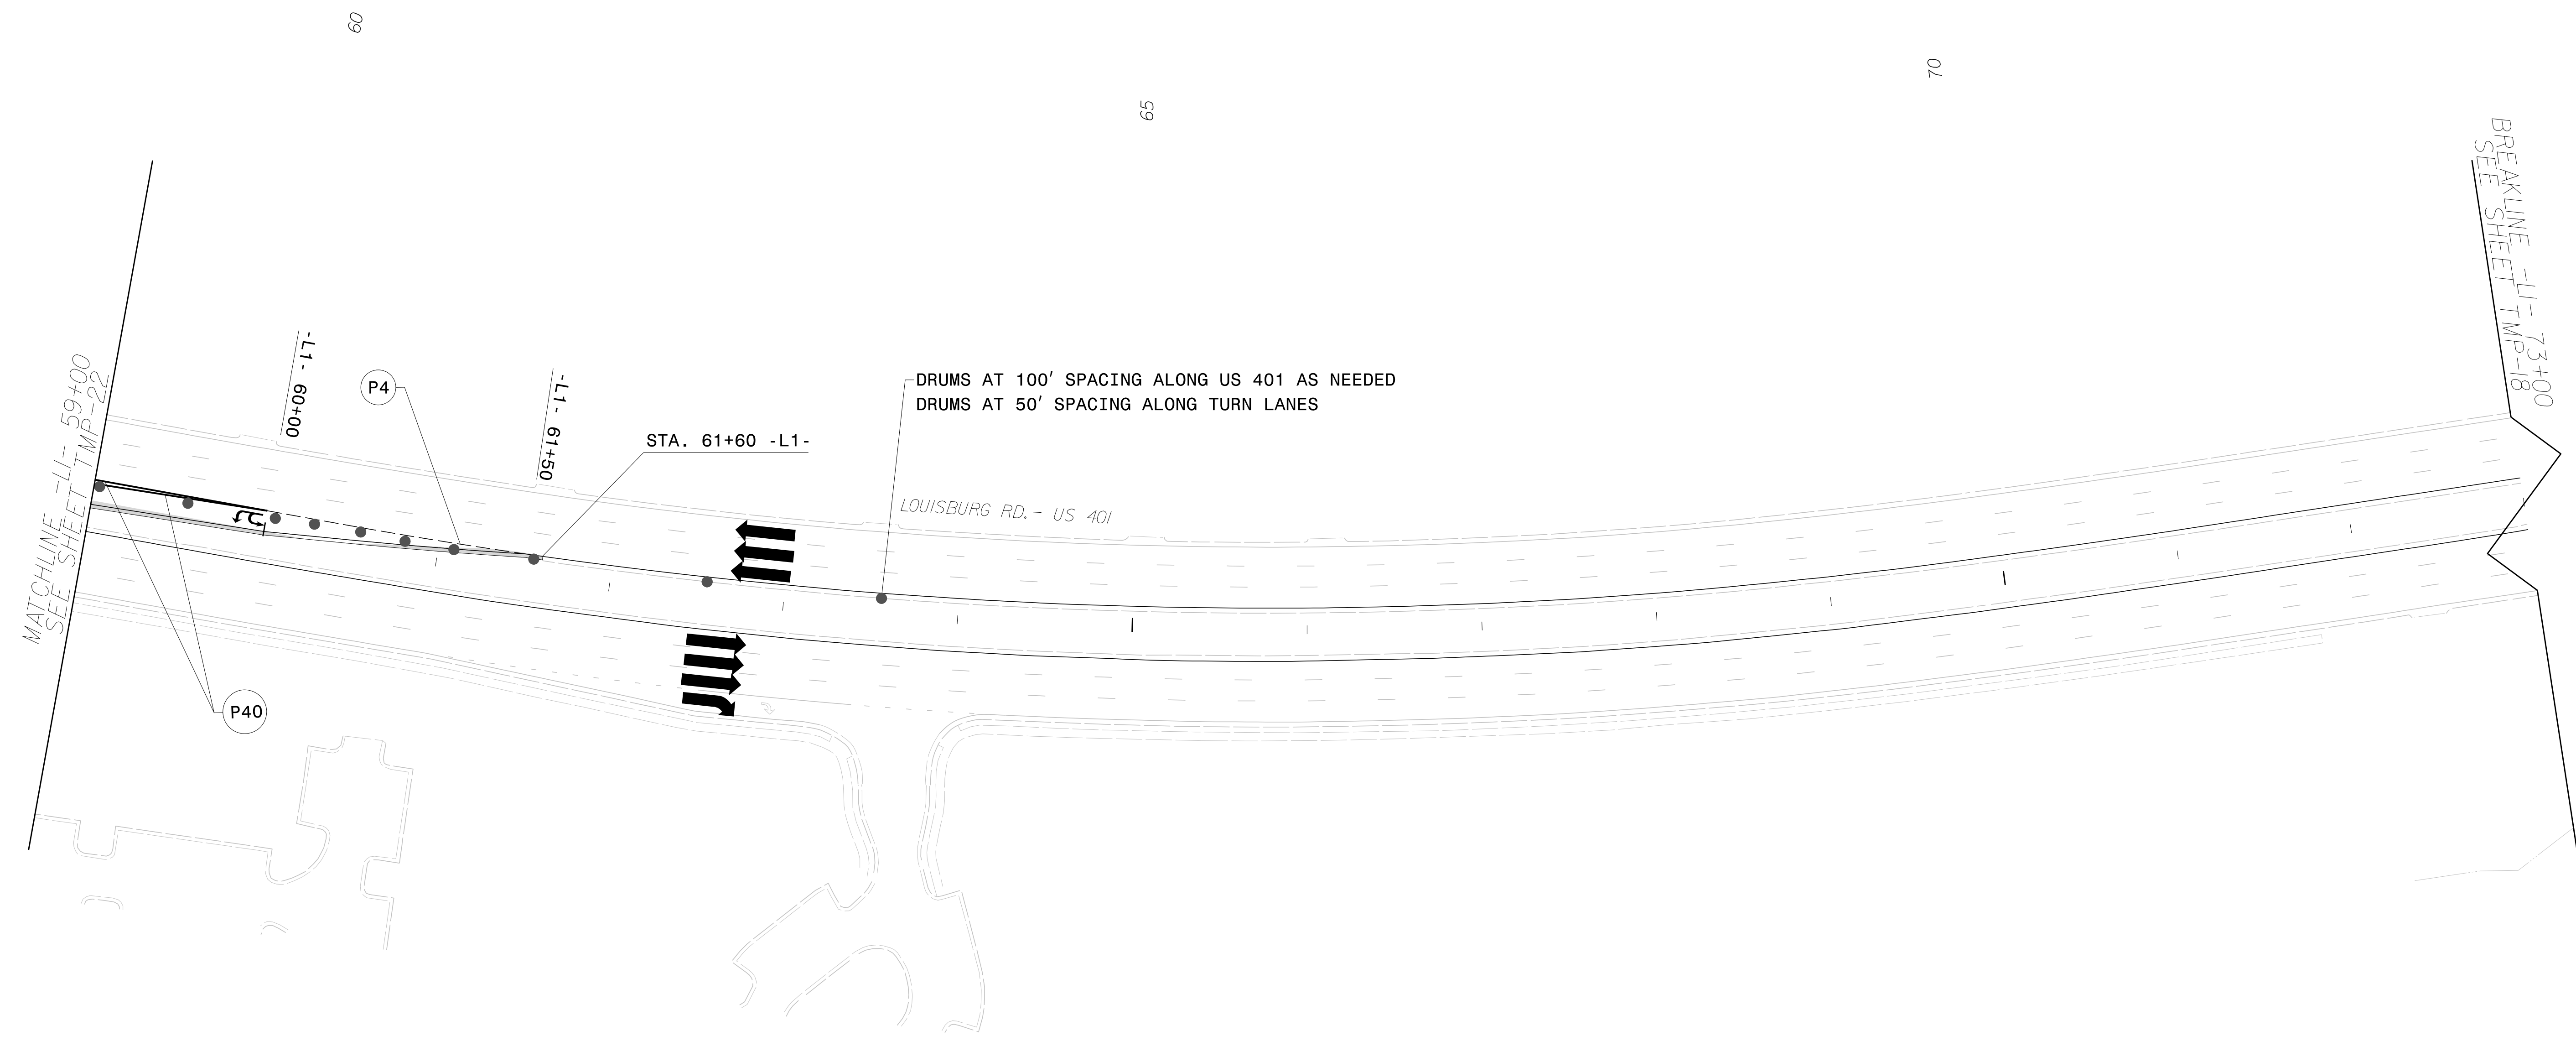 60
65
70
MATCHLINE -L1- 59+00
SEE SHEET TMP-22
-L1- 60+00
P4
-L1- 61+50
STA. 61+60 -L1-
DRUMS AT 100' SPACING ALONG US 401 AS NEEDED
DRUMS AT 50' SPACING ALONG TURN LANES
LOUISBURG RD.- US 401
P40
BREAKLINE -L1- 73+00
SEE SHEET TMP-18